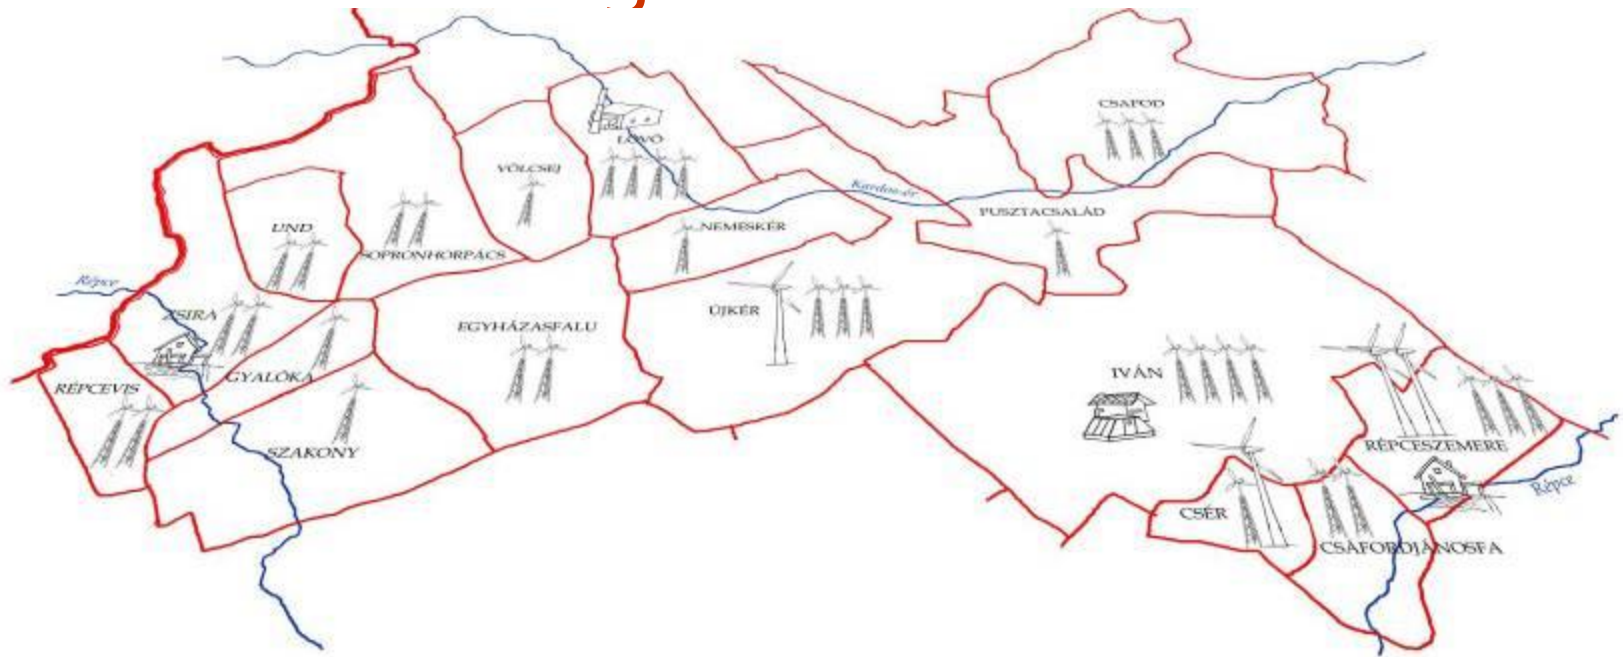 CSAPOD
LÖVŐ
VÖLCSEJ
Kardos-ér
PUSZTACSALÁD
UND
NEMESKÉR
SOPRONHORPÁCS
Répce
ZSIRA
ÚJKÉR
EGYHÁZASFALU
IVÁN
GYALÓKA
RÉPCEVIS
SZAKONY
RÉPCESZEMERE
Répce
CSÉR
CSÁFORDJÁNOSFA